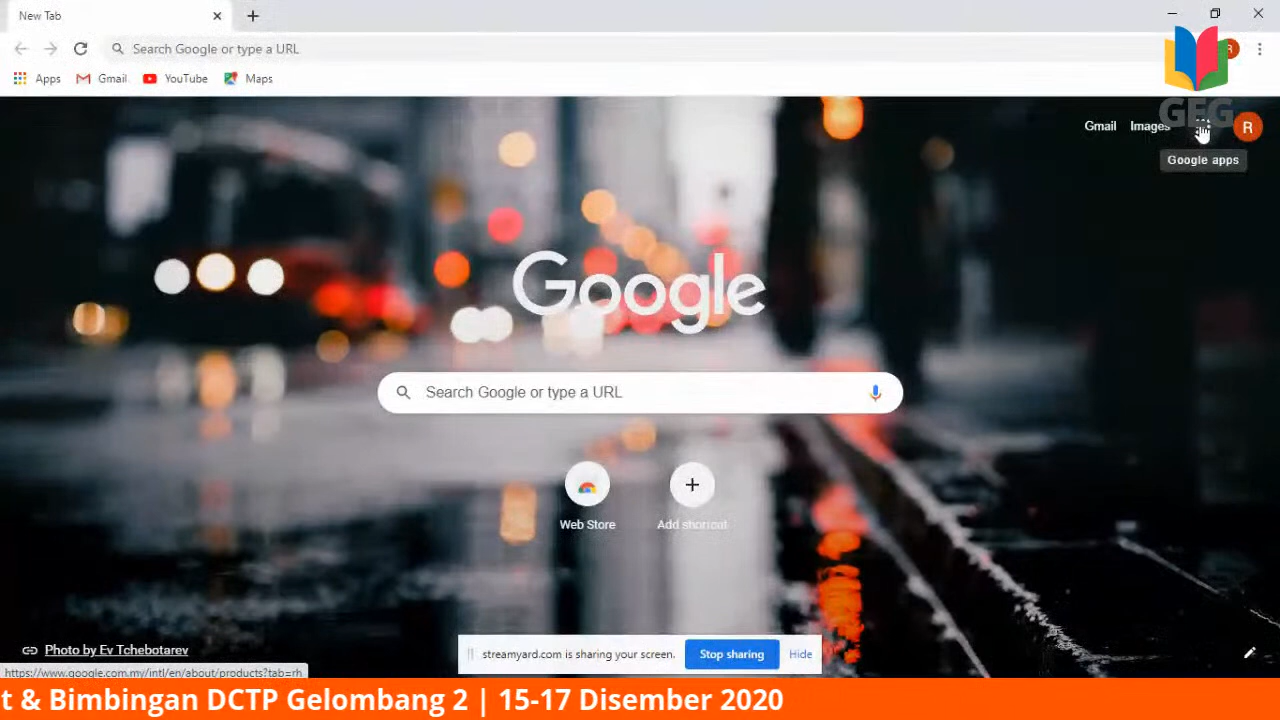 New Tab
Search Google or type a URL
Apps Gmail YouTube Maps
GEG
R
Gmail Images R
Google apps
Google
Search Google or type a URL
Web Store Add shortcut
Photo by Ev Tchebotarev
streamyard.com is sharing your screen. Stop sharing Hide
https://www.google.com.my/intl/en/about/products?tab=rh
t & Bimbingan DCTP Gelombang 2 | 15-17 Disember 2020